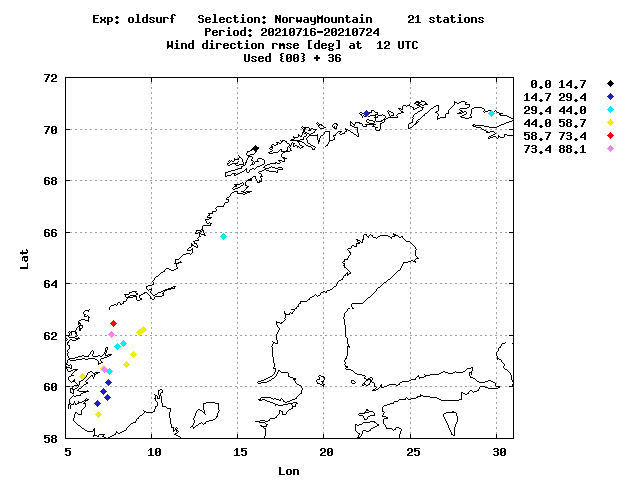 Exp: oldsurf Selection: NorwayMountain 21 stations
Period: 20210716-20210724
Wind direction rmse [deg] at 12 UTC
Used {00} + 36
0.0 14.7
14.7 29.4
29.4 44.0
44.0 58.7
58.7 73.4
73.4 88.1
72
70
68
66
64
62
60
58
Lat
5 10 15 20 25 30
Lon